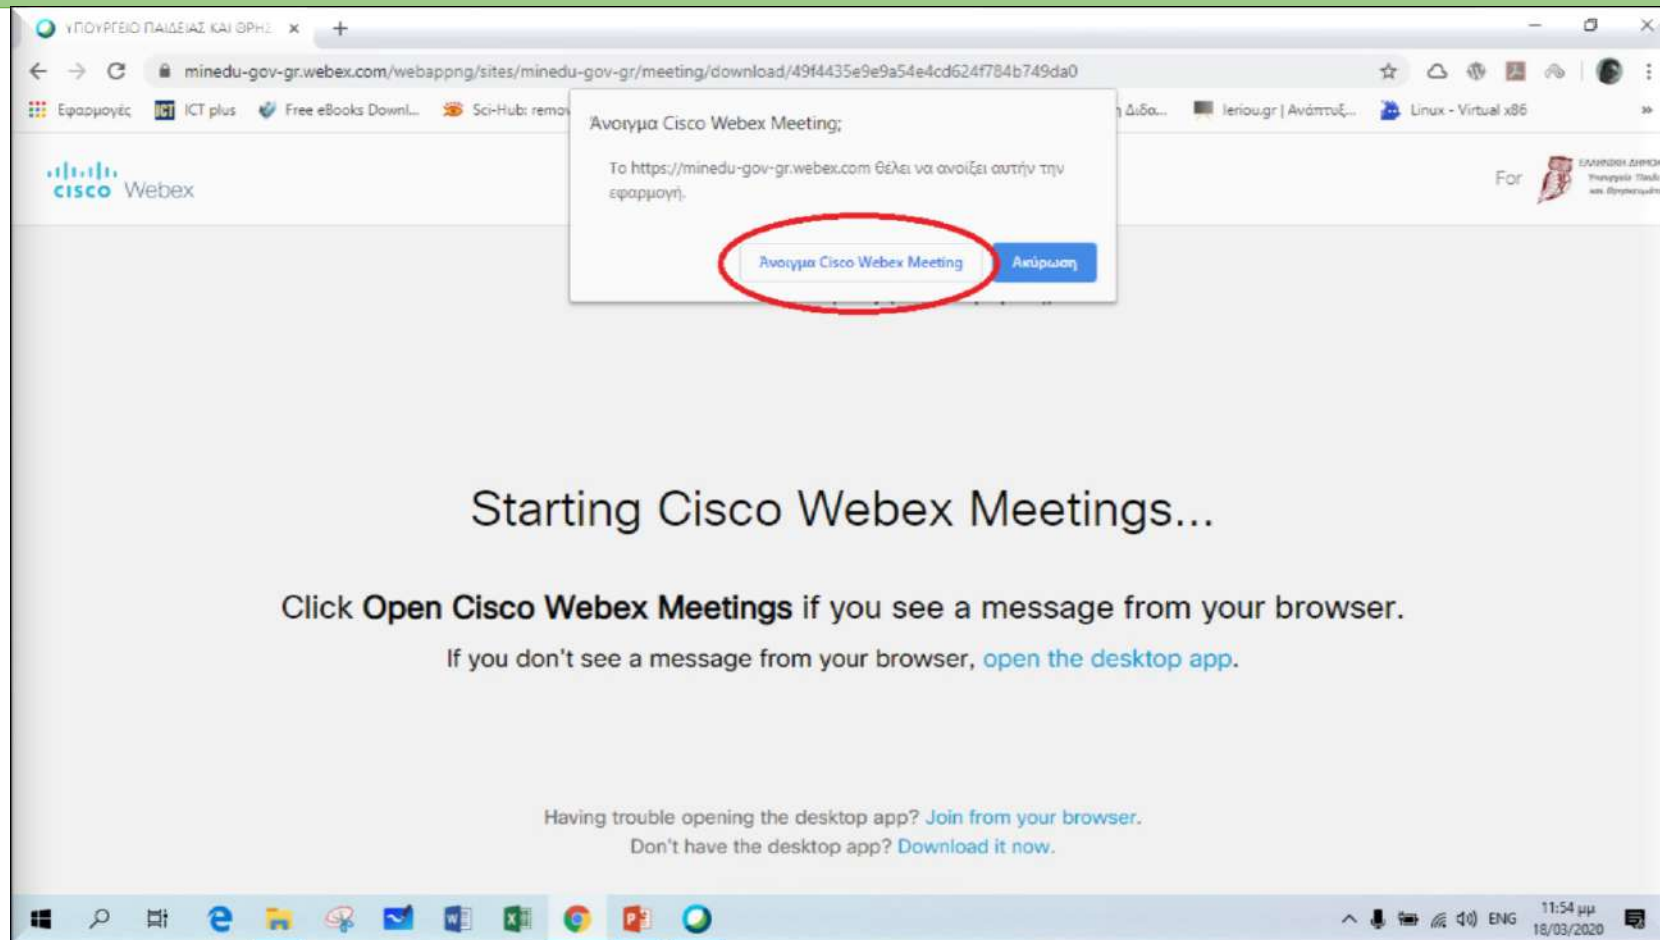 ΥΠΟΥΡΓΕΙΟ ΠΑΙΔΕΙΑΣ ΚΑΙ ΘΡΗΣ
minedu-gov-gr.webex.com/webappng/sites/minedu-gov-gr/meeting/download/49f4435e9e9a54e4cd624f784b749da0
Εφαρμογές ICT plus Free eBooks Downl... Sci-Hub: remov Διδα... Ieriou.gr | Ανάπτυξ... Linux - Virtual x86
Άνοιγμα Cisco Webex Meeting;
Το https://minedu-gov-gr.webex.com θέλει να ανοίξει αυτήν την
εφαρμογή.
Άνοιγμα Cisco Webex Meeting Ακύρωση
CISCO Webex
For
Starting Cisco Webex Meetings...
Click Open Cisco Webex Meetings if you see a message from your browser.
If you don't see a message from your browser, open the desktop app.
Having trouble opening the desktop app? Join from your browser.
Don't have the desktop app? Download it now.
ENG 11:54 μμ
18/03/2020